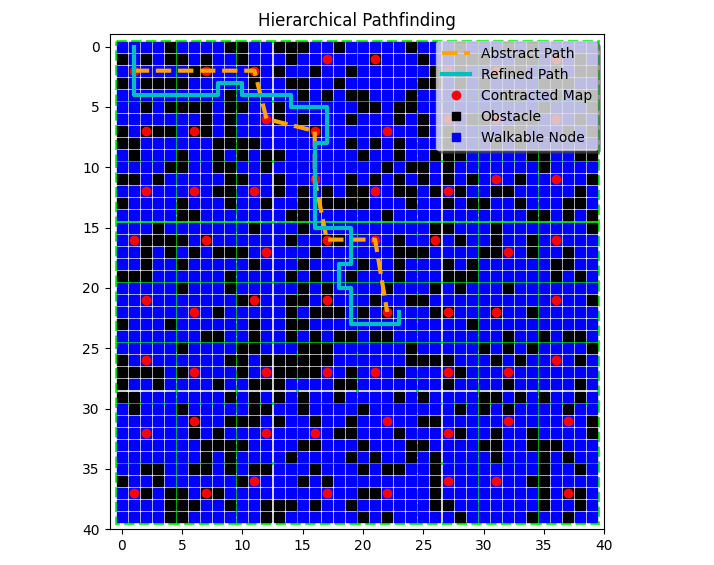 Hierarchical Pathfinding
Abstract Path
Refined Path
Contracted Map
Obstacle
Walkable Node
0
5
10
15
20
25
30
35
40
0 5 10 15 20 25 30 35 40